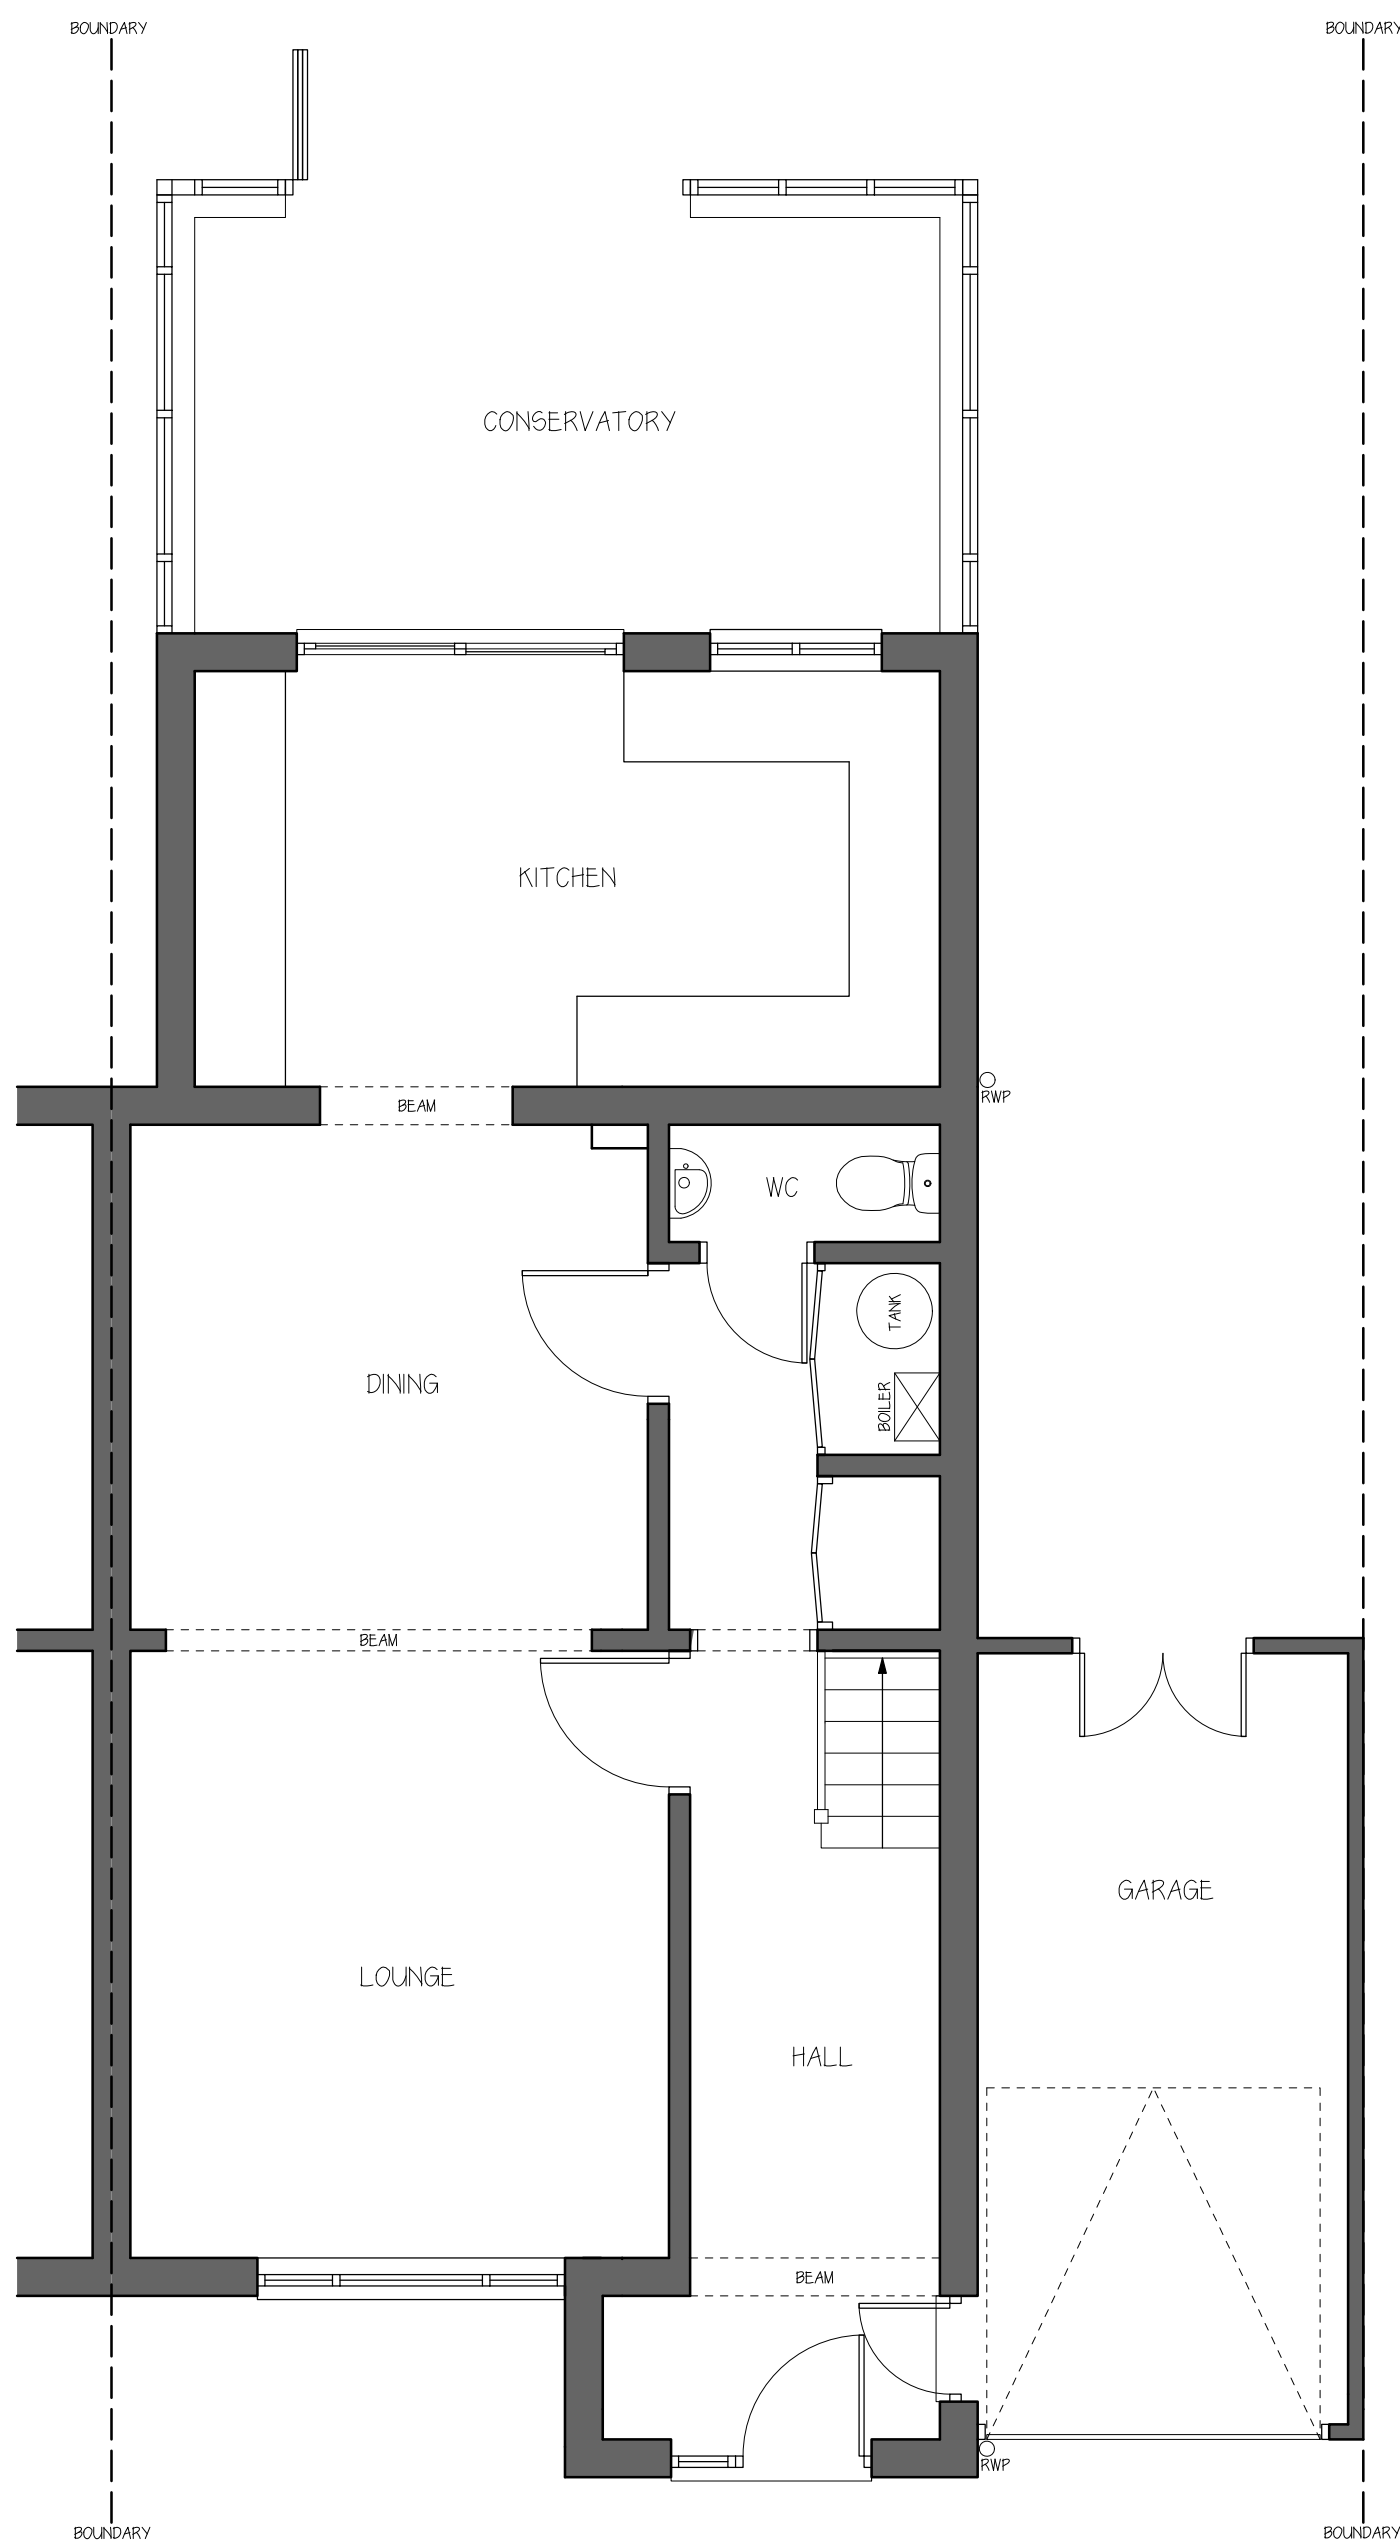 BOUNDARY
BOUNDARY
CONSERVATORY
KITCHEN
BEAM
RWP
WC
TANK
DINING
BOILER
BEAM
GARAGE
LOUNGE
HALL
BEAM
RWP
BOUNDARY
BOUNDARY